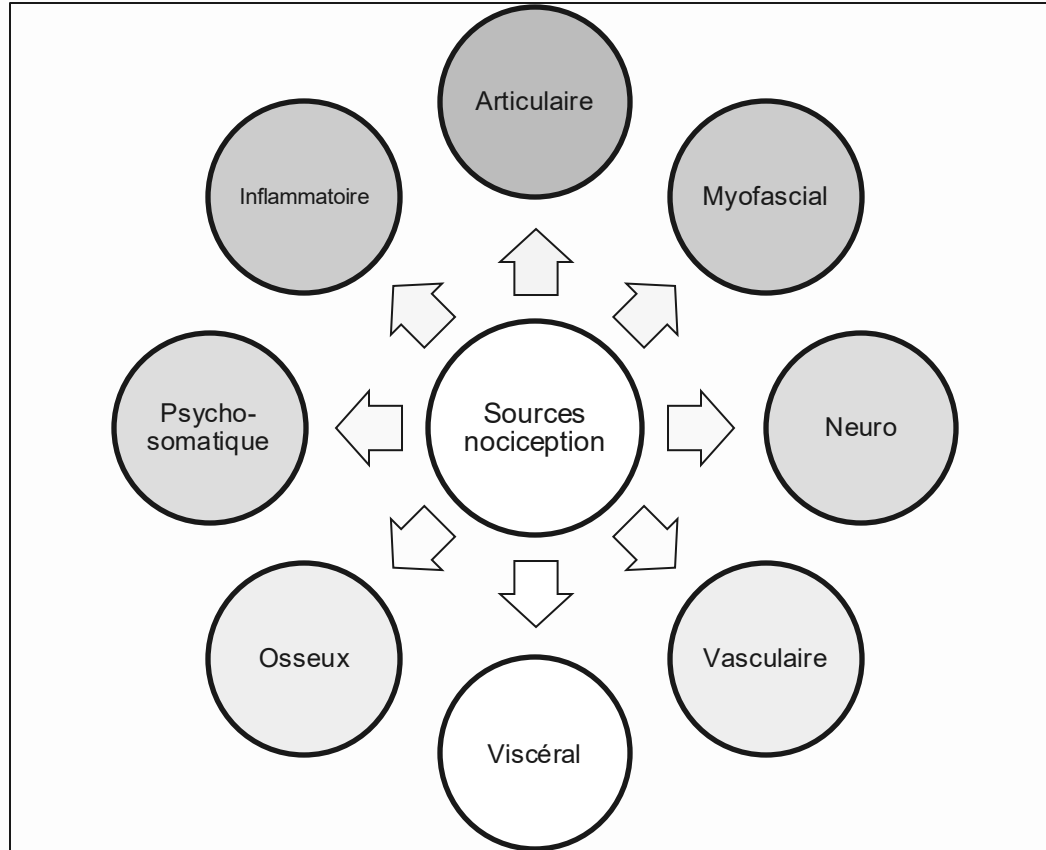 Articulaire
Inflammatoire
Myofascial
Psycho-
somatique
Sources
nociception
Neuro
Osseux
Vasculaire
Viscéral